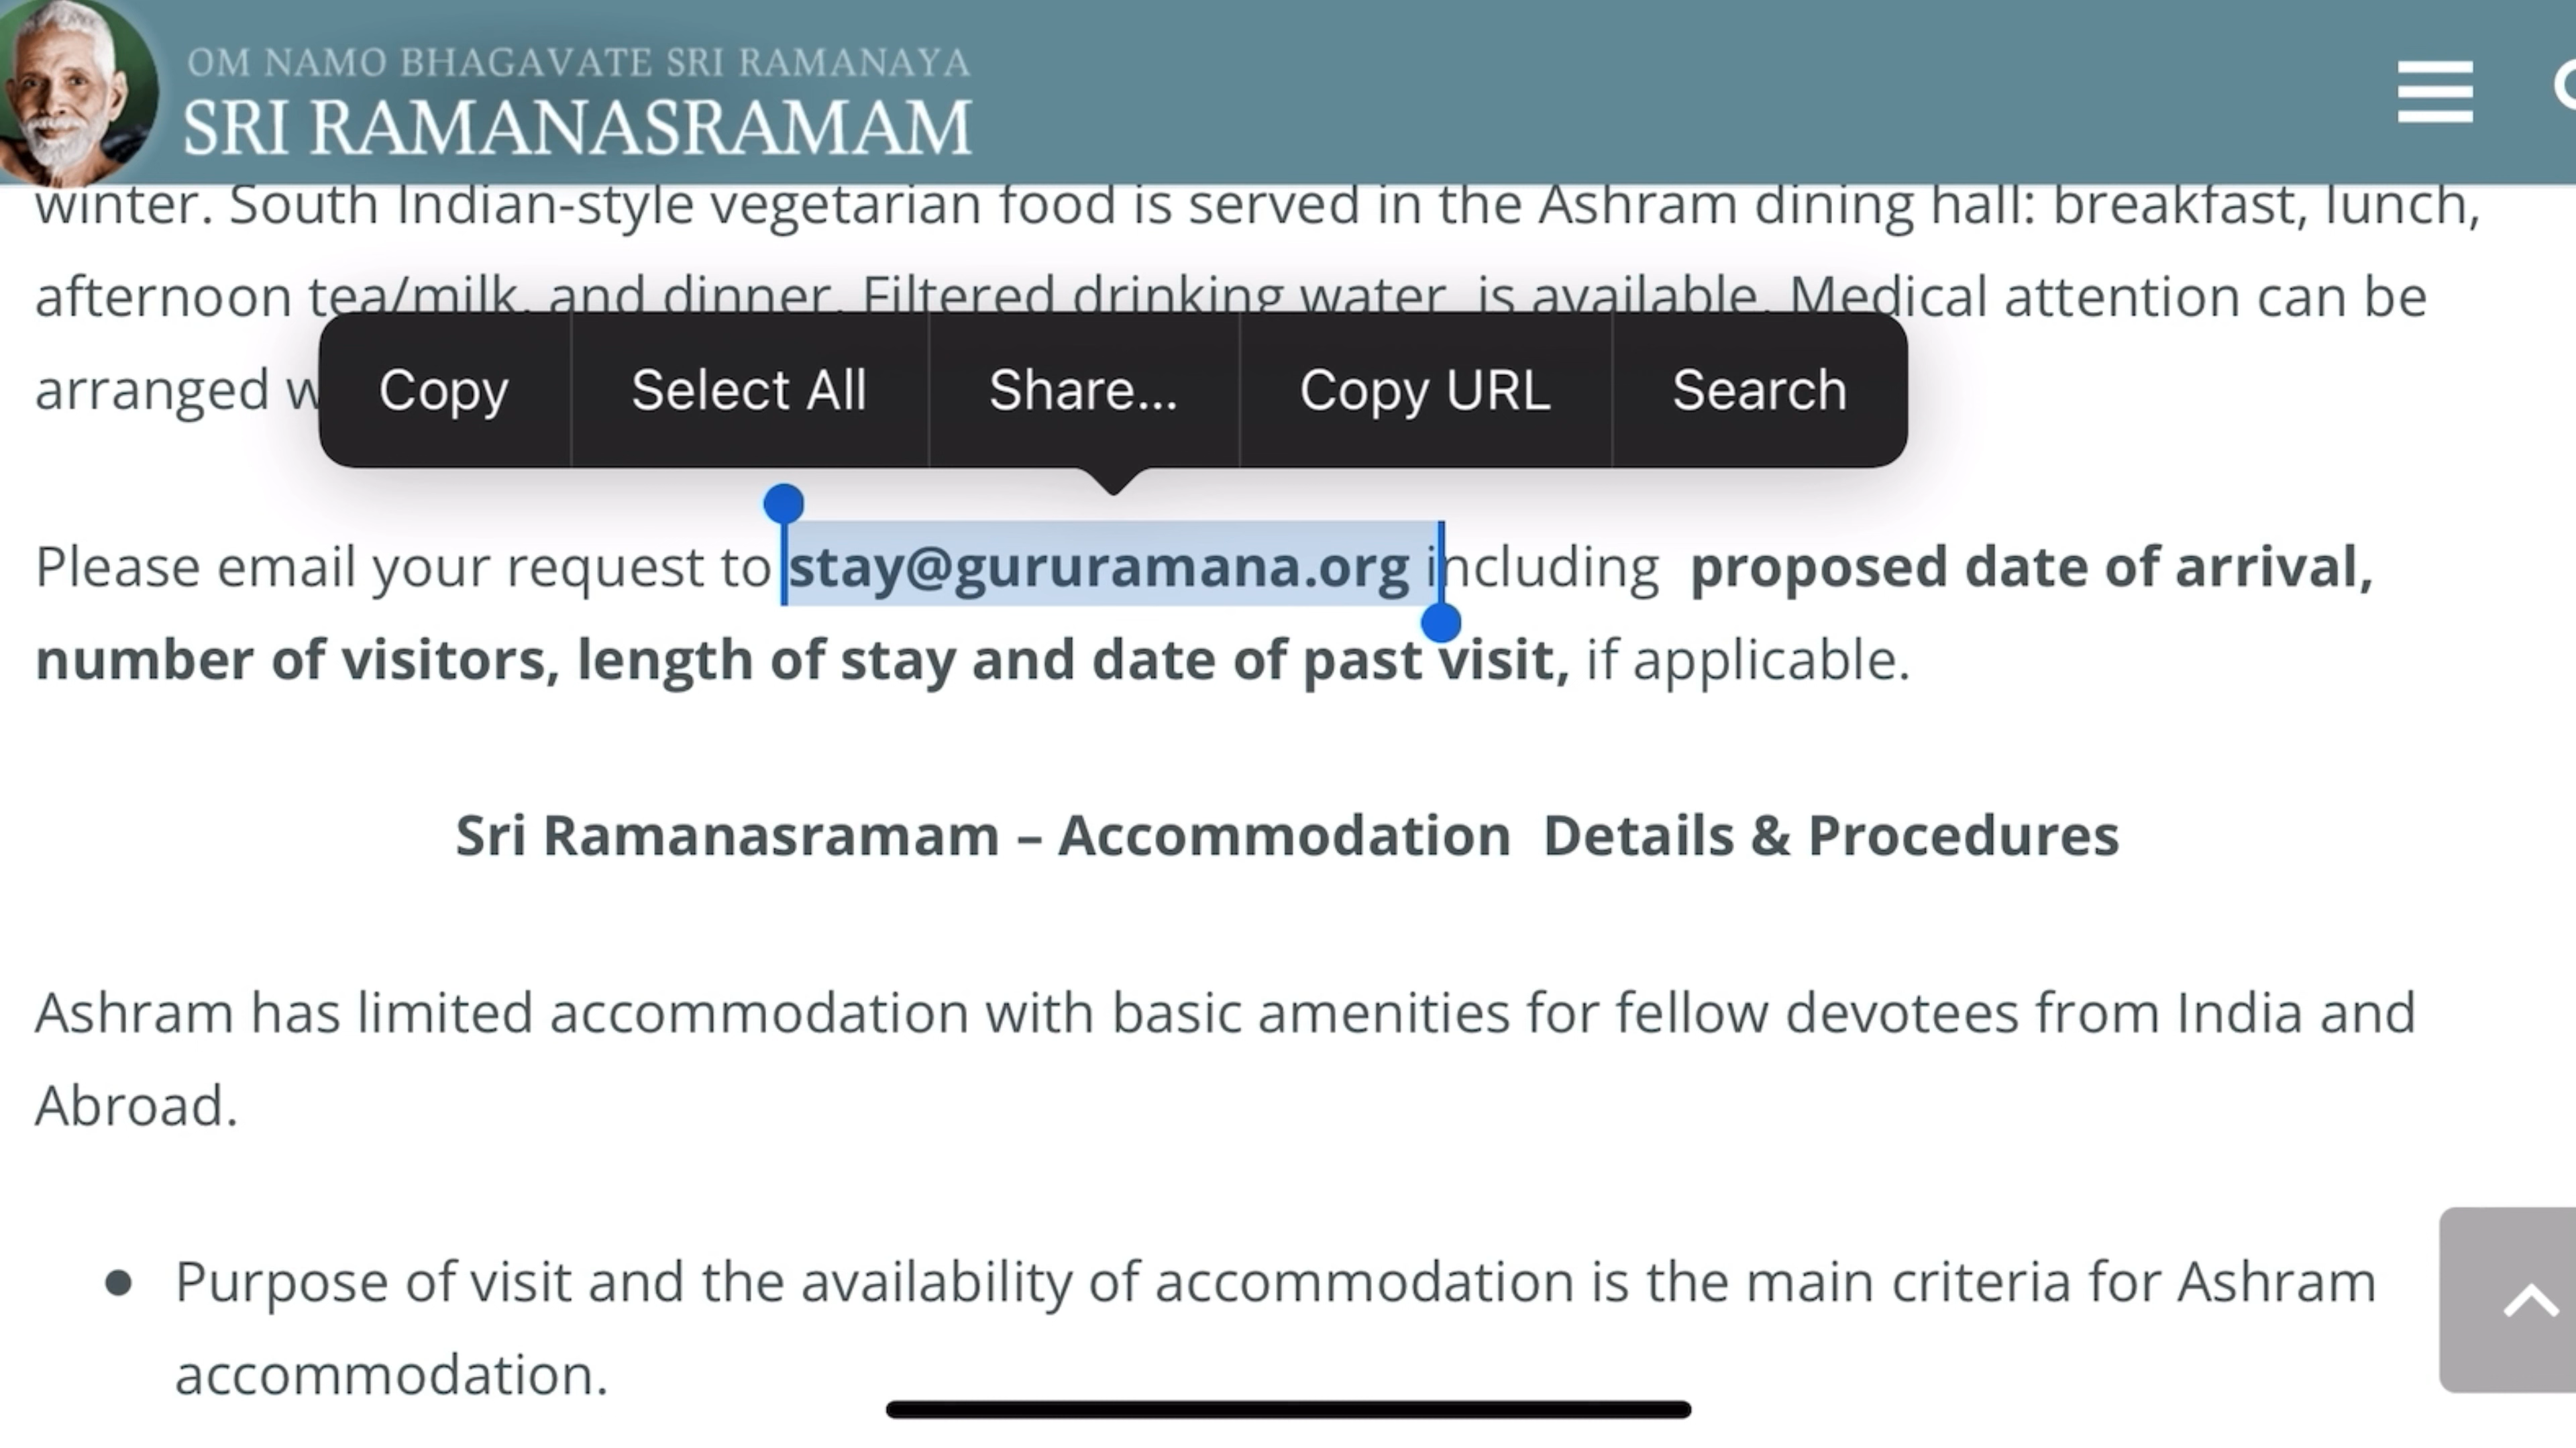 OM NAMO BHAGAVATE SRI RAMANAYA
SRI RAMANASRAMAM
winter. South Indian-style vegetarian food is served in the Ashram dining hall: breakfast, lunch,
afternoon tea/milk, and dinner. Filtered drinking water  is available. Medical attention can be
arranged
Copy Select All Share... Copy URL Search
Please email your request to stay@gururamana.org including  proposed date of arrival,
number of visitors, length of stay and date of past visit, if applicable.
Sri Ramanasramam – Accommodation  Details & Procedures
Ashram has limited accommodation with basic amenities for fellow devotees from India and
Abroad.
● Purpose of visit and the availability of accommodation is the main criteria for Ashram
accommodation.